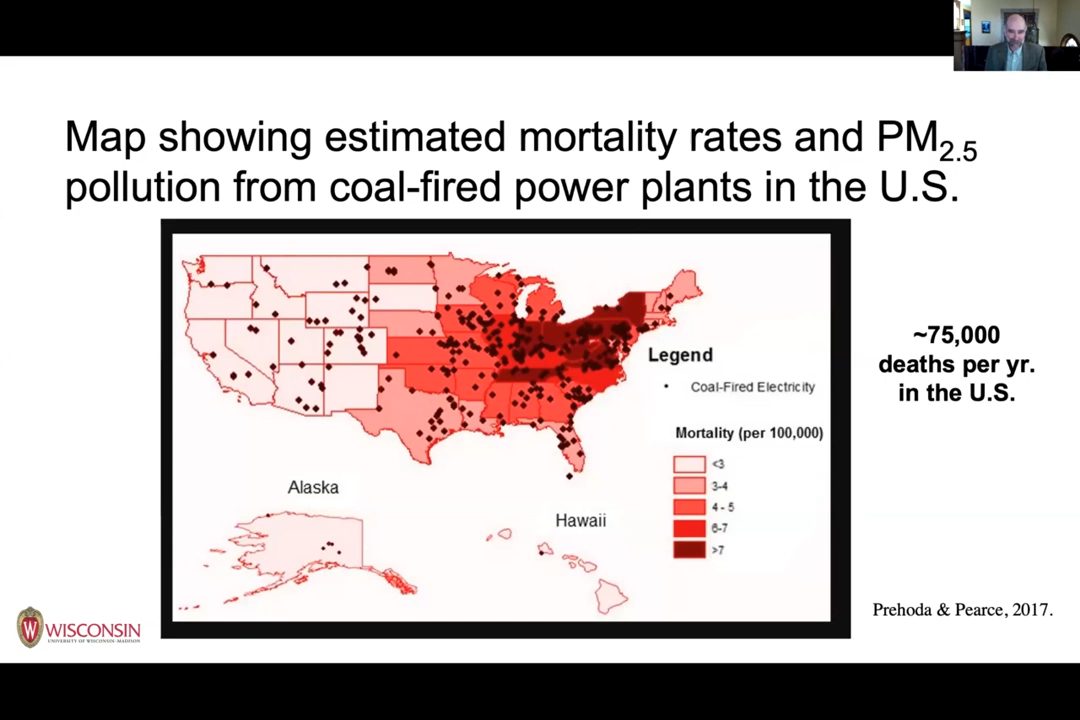 Map showing estimated mortality rates and PM2.5
pollution from coal-fired power plants in the U.S.
Legend
Coal-Fired Electricity
Mortality (per 100,000)
<3
3-4
4 - 5
6-7
>7
Alaska
Hawaii
~75,000
deaths per yr.
in the U.S.
Prehoda & Pearce, 2017.
W WISCONSIN
UNIVERSITY OF WISCONSIN-MADISON